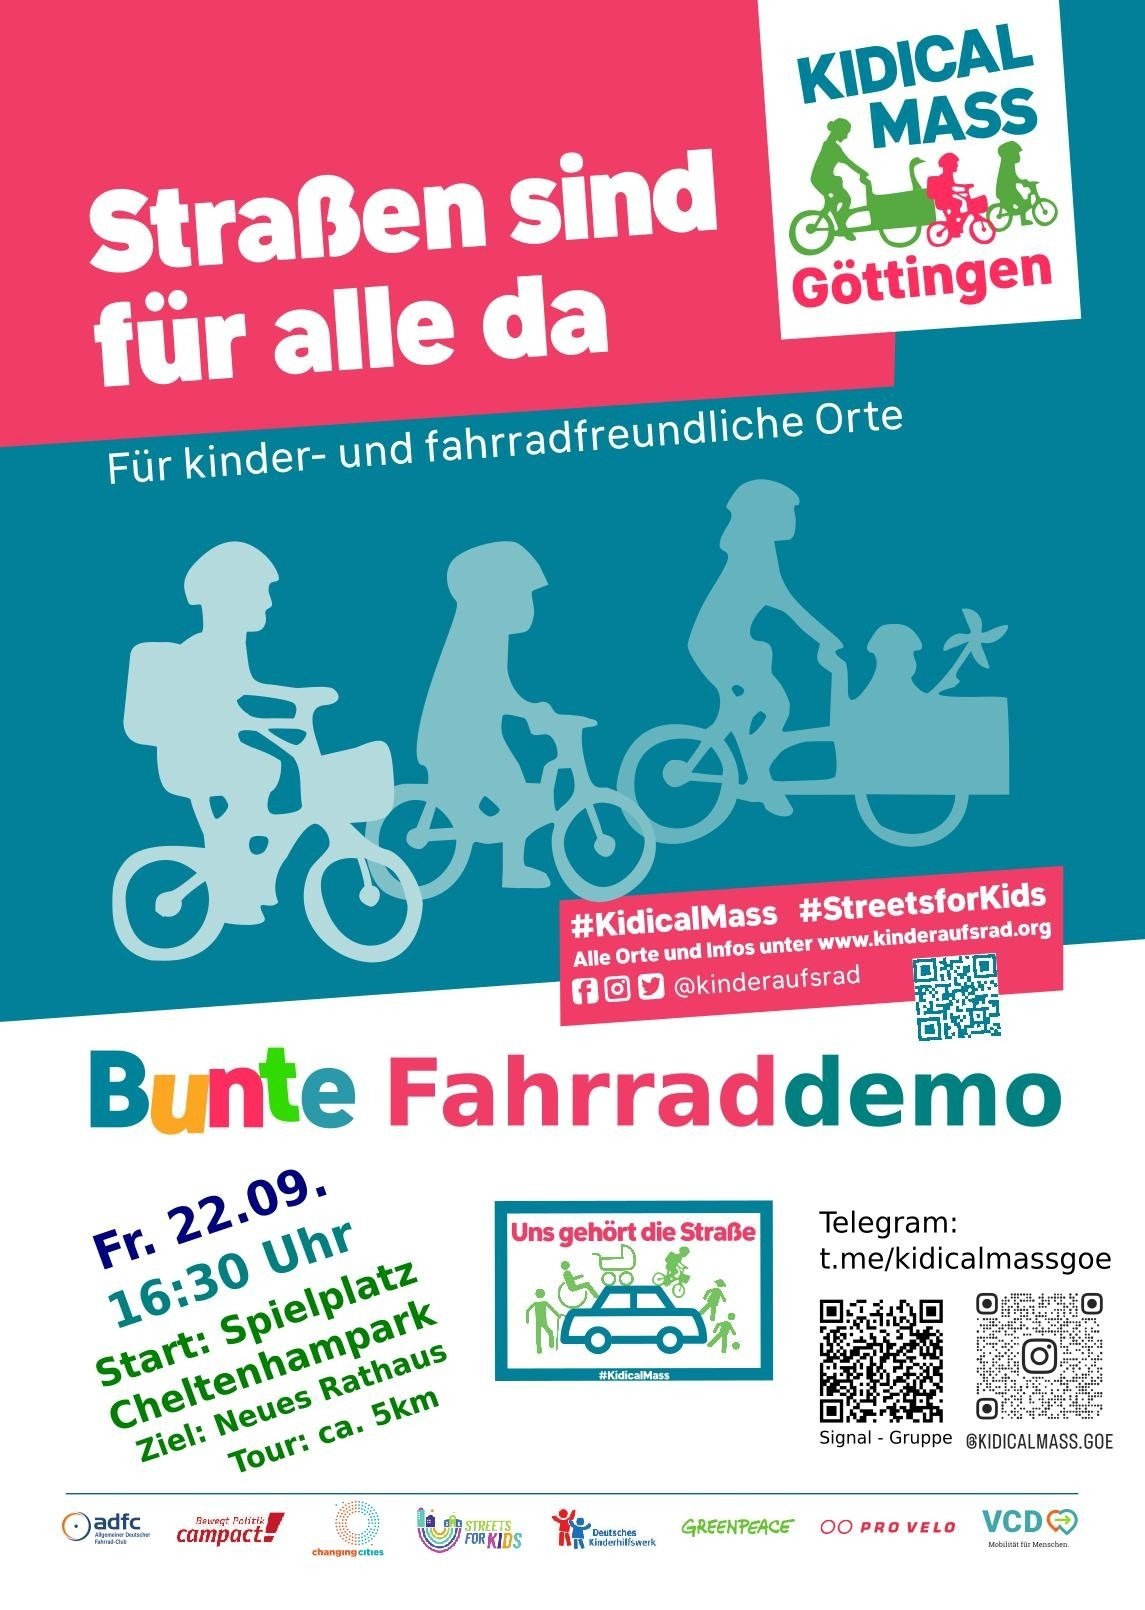 KIDICAL
MASS
Göttingen
Straßen sind
für alle da
Für kinder- und fahrradfreundliche Orte
#KidicalMass #StreetsforKids
Alle Orte und Infos unter www.kinderaufsrad.org
@kinderaufsrad
Bunte Fahrraddemo
Fr. 22.09.
16:30 Uhr
Start: Spielplatz
Cheltenhampark
Ziel: Neues Rathaus
Tour: ca. 5km
Uns gehört die Straße
#KidicalMass
Telegram:
t.me/kidicalmassgoe
Signal - Gruppe
@KIDICALMASS.GOE
adfc
Allgemeiner Deutscher
Fahrrad-Club
Bewegt Politik
campact!
changing cities
STREETS
FOR KIDS
Deutsches
Kinderhilfswerk
GREENPEACE
PRO VELO
VCD
Mobilität für Menschen.